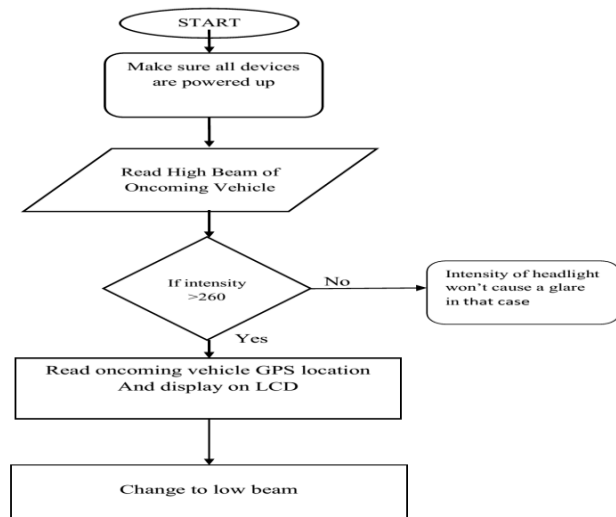 START
Make sure all devices
are powered up
Read High Beam of
Oncoming Vehicle
If intensity
>260
No
Intensity of headlight
won't cause a glare
in that case
Yes
Read oncoming vehicle GPS location
And display on LCD
Change to low beam